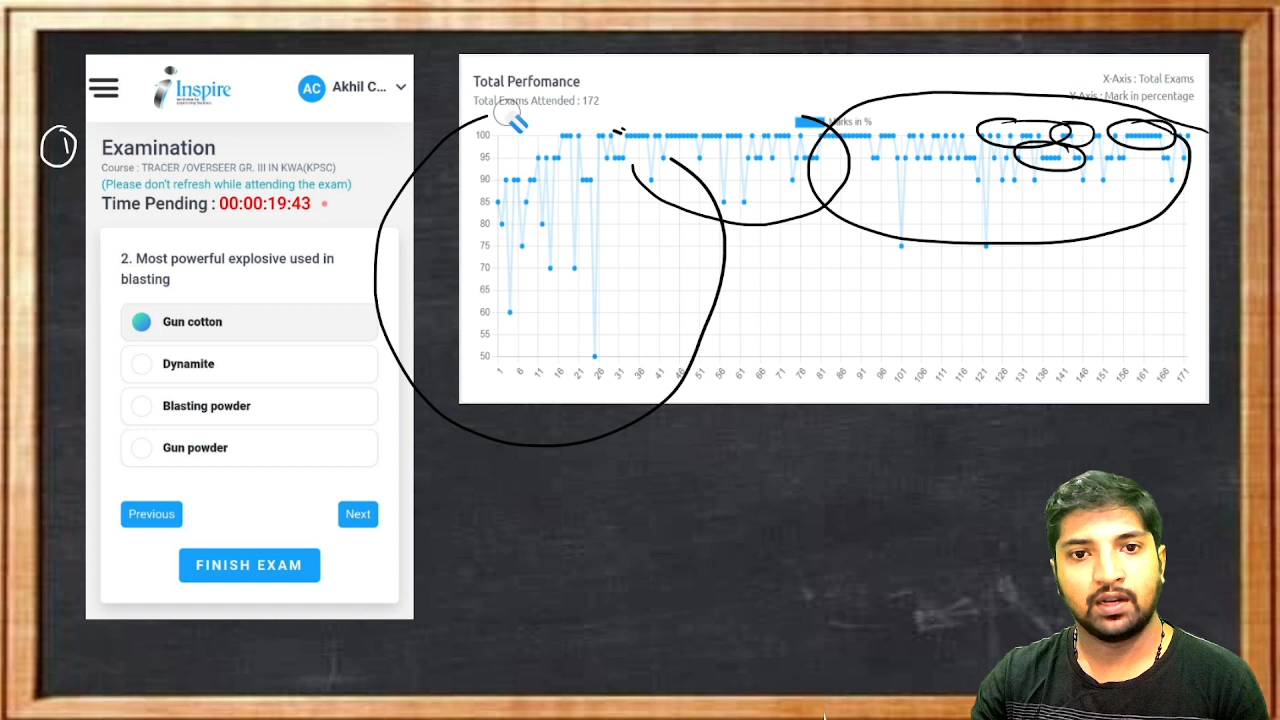 Inspire
AC Akhil C...
1
Examination
Course : TRACER /OVERSEER GR. III IN KWA(KPSC)
(Please don't refresh while attending the exam)
Time Pending : 00:00:19:43
2. Most powerful explosive used in
blasting
Gun cotton
Dynamite
Blasting powder
Gun powder
Previous
Next
FINISH EXAM
Total Perfomance
Total Exams Attended : 172
X-Axis : Total Exams
Y-Axis : Mark in percentage
Marks in %
100
95
90
85
80
75
70
65
60
55
50
1 6 11 16 21 26 31 36 41 46 51 56 61 66 71 76 81 86 91 96 101 106 111 116 121 126 131 136 141 146 151 156 161 166 171